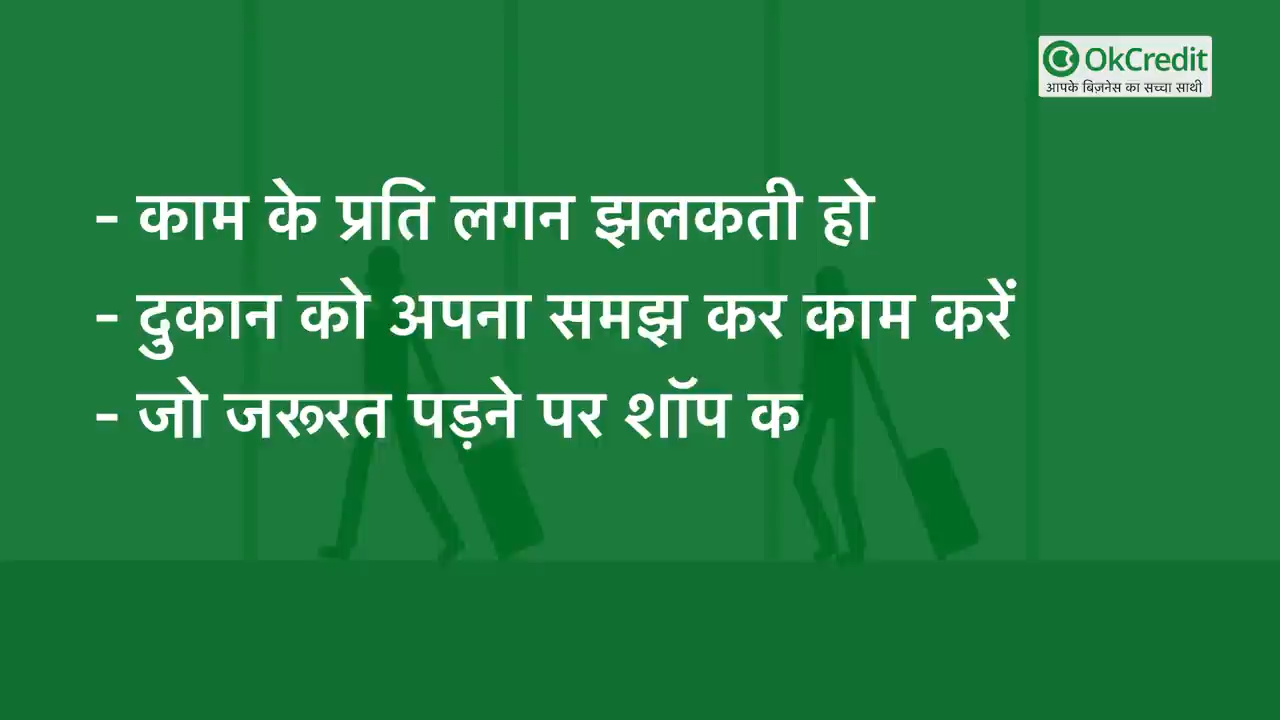 OkCredit
आपके बिज़नेस का सच्चा साथी
- काम के प्रति लगन झलकती हो
- दुकान को अपना समझ कर काम करें
- जो जरूरत पड़ने पर शॉप क